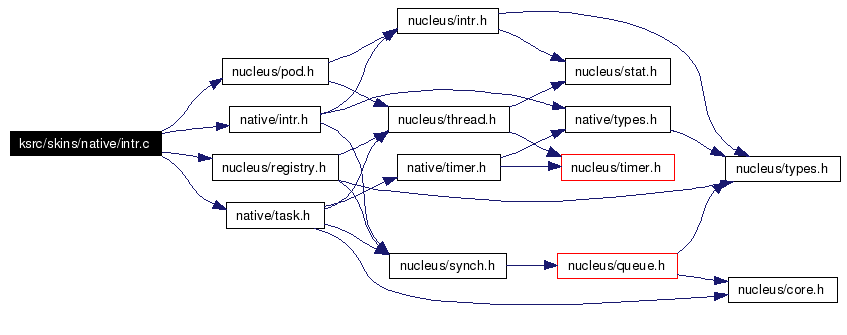 ksrc/skins/native/intr.c
nucleus/pod.h
native/intr.h
nucleus/registry.h
native/task.h
nucleus/intr.h
nucleus/thread.h
native/timer.h
nucleus/synch.h
nucleus/stat.h
native/types.h
nucleus/timer.h
nucleus/queue.h
nucleus/types.h
nucleus/core.h